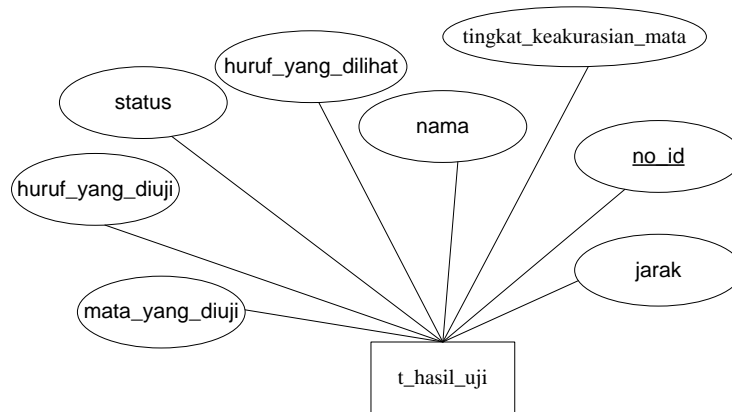 tingkat_keakurasian_mata
huruf_yang_dilihat
status
nama
no_id
huruf_yang_diuji
jarak
mata_yang_diuji
t_hasil_uji